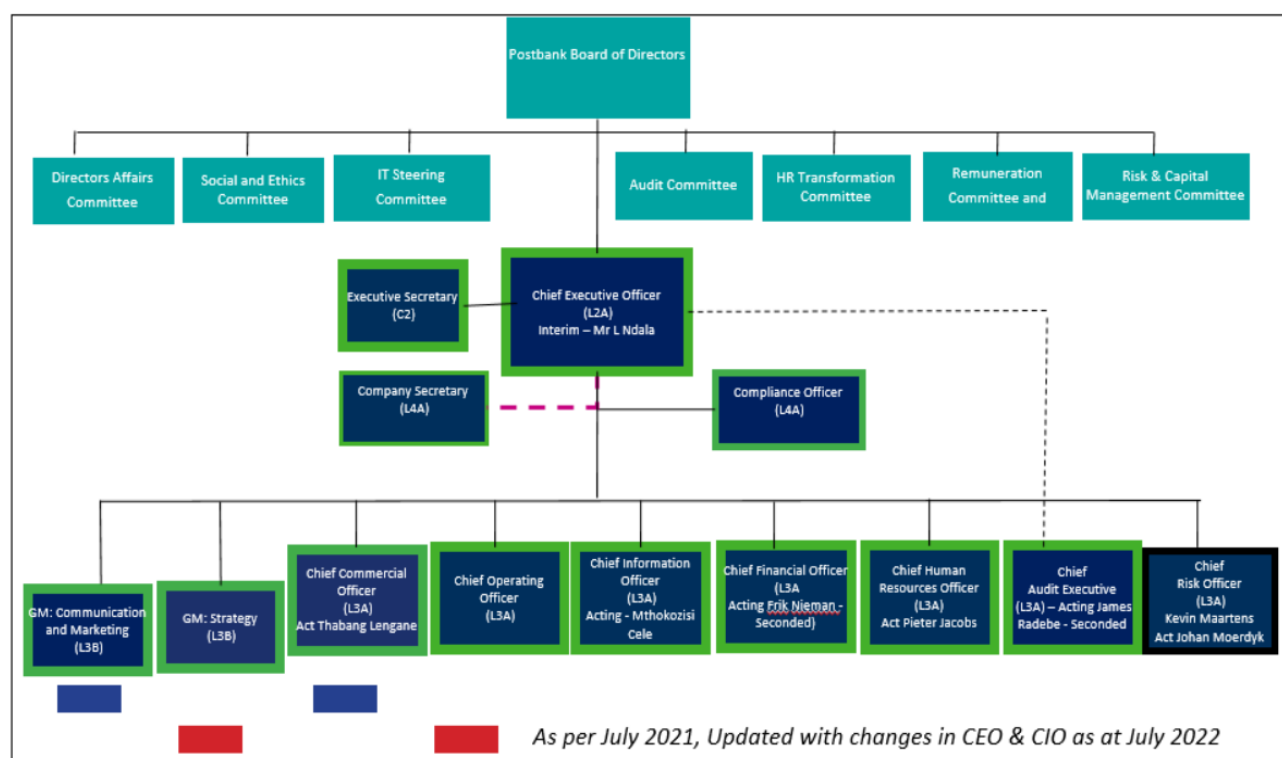 Postbank Board of Directors
Directors Affairs
Committee
Social and Ethics
Committee
IT Steering
Committee
Audit Committee
HR Transformation
Committee
Remuneration
Committee and
Risk & Capital
Management Committee
Executive Secretary
(C2)
Chief Executive Officer
(L2A)
Interim – Mr L Ndala
Company Secretary
(L4A)
Compliance Officer
(L4A)
GM: Communication
and Marketing
(L3B)
GM: Strategy
(L3B)
Chief Commercial
Officer
(L3A)
Act Thabang Lengane
Chief Operating
Officer
(L3A)
Chief Information
Officer
(L3A)
Acting - Mthokozisi
Cele
Chief Financial Officer
(L3A
Acting Erik Nieman -
Seconded)
Chief Human
Resources Officer
(L3A)
Act Pieter Jacobs
Chief
Audit Executive
(L3A) – Acting James
Radebe - Seconded
Chief
Risk Officer
(L3A)
Kevin Maartens
Act Johan Moerdyk
As per July 2021, Updated with changes in CEO & CIO as at July 2022